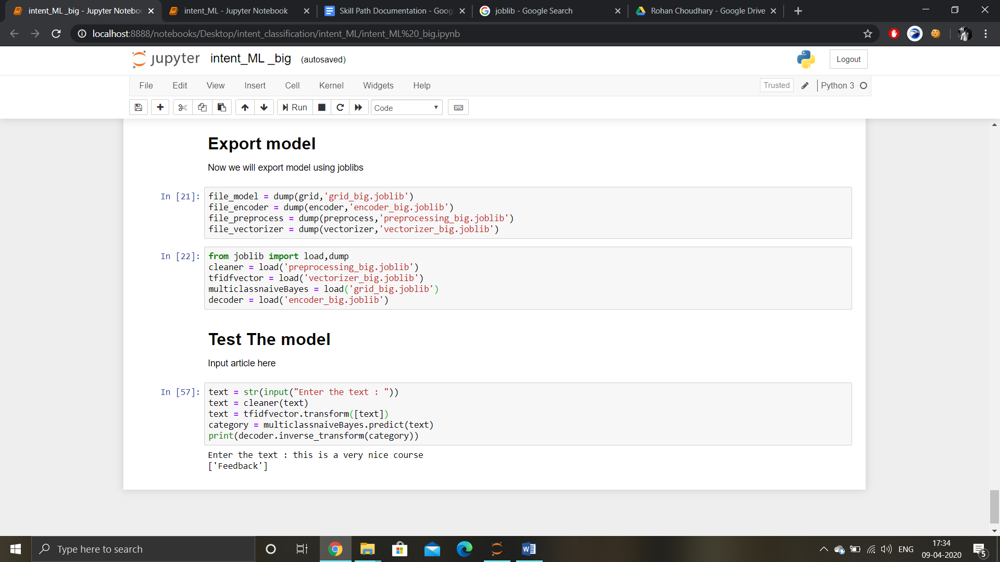 intent_ML _big - Jupyter Notebo
intent_ML - Jupyter Notebook
Skill Path Documentation - Goog
joblib - Google Search
Rohan Choudhary - Google Drive
localhost:8888/notebooks/Desktop/intent_classification/intent_ML/intent_ML%20_big.ipynb
jupyter intent_ML _big (autosaved)
Logout
File Edit View Insert Cell Kernel Widgets Help
Trusted Python 3
Run Code
Export model
Now we will export model using joblibs
In [21]: file_model = dump(grid,'grid_big.joblib')
file_encoder = dump(encoder,'encoder_big.joblib')
file_preprocess = dump(preprocess,'preprocessing_big.joblib')
file_vectorizer = dump(vectorizer,'vectorizer_big.joblib')
In [22]: from joblib import load,dump
cleaner = load('preprocessing_big.joblib')
tfidfvector = load('vectorizer_big.joblib')
multiclassnaiveBayes = load('grid_big.joblib')
decoder = load('encoder_big.joblib')
Test The model
Input article here
In [57]: text = str(input("Enter the text : "))
text = cleaner(text)
text = tfidfvector.transform([text])
category = multiclassnaiveBayes.predict(text)
print(decoder.inverse_transform(category))
Enter the text : this is a very nice course
['Feedback']
Type here to search
ENG
17:34
09-04-2020
5